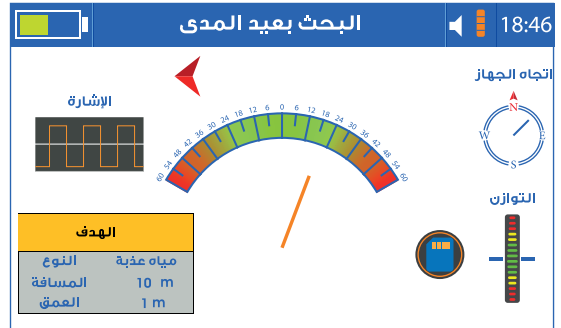 البحث بعيد المدى
18:46
اتجاه الجهاز
N
W E
S
الإشارة
60 54 48 42 36 30 24 18 12 6 0 6 12 18 24 30 36 42 48 54 60
التوازن
الهدف
النوع مياه عذبة
المسافة 10 m
العمق 1 m